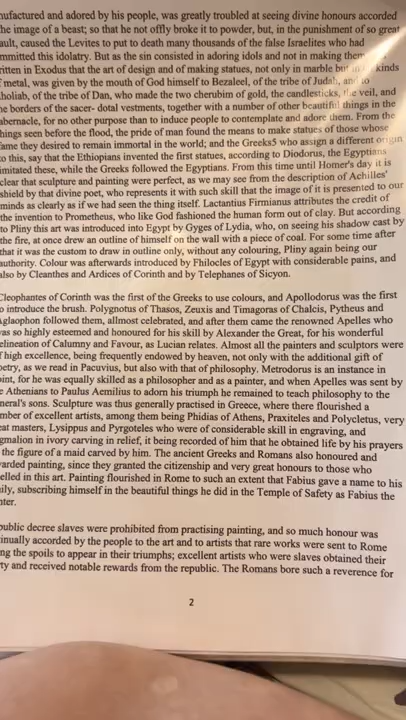 nufactured and adored by his people, was greatly troubled at seeing divine honours accorded
he image of a beast; so that he not offly broke it to powder, but, in the punishment of so great
ault, caused the Levites to put to death many thousands of the false Israelites who had
mmitted this idolatry. But as the sin consisted in adoring idols and not in making them
ritten in Exodus that the art of design and of making statues, not only in marble but in kinds
f metal, was given by the mouth of God himself to Bezaleel, of the tribe of Judah, and to
holiah, of the tribe of Dan, who made the two cherubim of gold, the candlesticks, the veil, and
he borders of the sacer- dotal vestments, together with a number of other beautiful things in the
abernacle, for no other purpose than to induce people to contemplate and adore them. From the
hings seen before the flood, the pride of man found the means to make statues of those whose
ame they desired to remain immortal in the world; and the Greeks5 who assign a different origin
o this, say that the Ethiopians invented the first statues, according to Diodorus, the Egyptians
imitated these, while the Greeks followed the Egyptians. From this time until Homer's day it is
clear that sculpture and painting were perfect, as we may see from the description of Achilles'
shield by that divine poet, who represents it with such skill that the image of it is presented to our
minds as clearly as if we had seen the thing itself. Lactantius Firmianus attributes the credit of
the invention to Prometheus, who like God fashioned the human form out of clay. But according
to Pliny this art was introduced into Egypt by Gyges of Lydia, who, on seeing his shadow cast by
the fire, at once drew an outline of himself on the wall with a piece of coal. For some time after
that it was the custom to draw in outline only, without any colouring, Pliny again being our
authority. Colour was afterwards introduced by Philocles of Egypt with considerable pains, and
also by Cleanthes and Ardices of Corinth and by Telephanes of Sicyon.
Cleophantes of Corinth was the first of the Greeks to use colours, and Apollodorus was the first
o introduce the brush. Polygnotus of Thasos, Zeuxis and Timagoras of Chalcis, Pytheus and
Aglaophon followed them, allmost celebrated, and after them came the renowned Apelles who
was so highly esteemed and honoured for his skill by Alexander the Great, for his wonderful
elineation of Calumny and Favour, as Lucian relates. Almost all the painters and sculptors were
f high excellence, being frequently endowed by heaven, not only with the additional gift of
oetry, as we read in Pacuvius, but also with that of philosophy. Metrodorus is an instance in
oint, for he was equally skilled as a philosopher and as a painter, and when Apelles was sent by
e Athenians to Paulus Aemilius to adorn his triumph he remained to teach philosophy to the
neral's sons. Sculpture was thus generally practised in Greece, where there flourished a
mber of excellent artists, among them being Phidias of Athens, Praxiteles and Polycletus, very
eat masters, Lysippus and Pyrgoteles who were of considerable skill in engraving, and
gmalion in ivory carving in relief, it being recorded of him that he obtained life by his prayers
the figure of a maid carved by him. The ancient Greeks and Romans also honoured and
arded painting, since they granted the citizenship and very great honours to those who
elled in this art. Painting flourished in Rome to such an extent that Fabius gave a name to his
ily, subscribing himself in the beautiful things he did in the Temple of Safety as Fabius the
nter.
public decree slaves were prohibited from practising painting, and so much honour was
inually accorded by the people to the art and to artists that rare works were sent to Rome
ng the spoils to appear in their triumphs; excellent artists who were slaves obtained their
ty and received notable rewards from the republic. The Romans bore such a reverence for
2